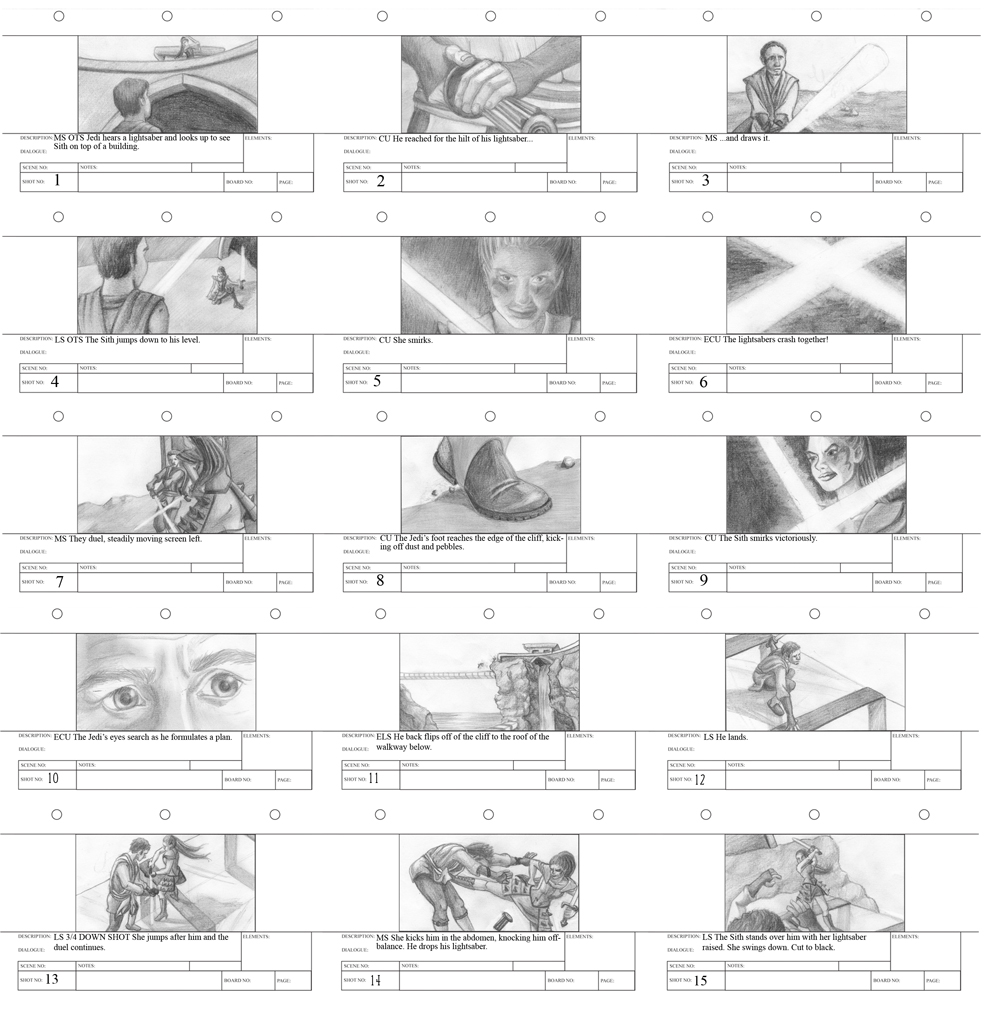 DESCRIPTION: MS OTS Jedi hears a lightsaber and looks up to see
Sith on top of a building.
ELEMENTS:
DIALOGUE:
SCENE NO: NOTES:
SHOT NO: 1 BOARD NO: PAGE:
DESCRIPTION: CU He reached for the hilt of his lightsaber...
ELEMENTS:
DIALOGUE:
SCENE NO: NOTES:
SHOT NO: 2 BOARD NO: PAGE:
DESCRIPTION: MS ...and draws it.
ELEMENTS:
DIALOGUE:
SCENE NO: NOTES:
SHOT NO: 3 BOARD NO: PAGE:
DESCRIPTION: LS OTS The Sith jumps down to his level.
ELEMENTS:
DIALOGUE:
SCENE NO: NOTES:
SHOT NO: 4 BOARD NO: PAGE:
DESCRIPTION: CU She smirks.
ELEMENTS:
DIALOGUE:
SCENE NO: NOTES:
SHOT NO: 5 BOARD NO: PAGE:
DESCRIPTION: ECU The lightsabers crash together!
ELEMENTS:
DIALOGUE:
SCENE NO: NOTES:
SHOT NO: 6 BOARD NO: PAGE:
DESCRIPTION: MS They duel, steadily moving screen left.
ELEMENTS:
DIALOGUE:
SCENE NO: NOTES:
SHOT NO: 7 BOARD NO: PAGE:
DESCRIPTION: CU The Jedi's foot reaches the edge of the cliff, kick-
ing off dust and pebbles.
ELEMENTS:
DIALOGUE:
SCENE NO: NOTES:
SHOT NO: 8 BOARD NO: PAGE:
DESCRIPTION: CU The Sith smirks victoriously.
ELEMENTS:
DIALOGUE:
SCENE NO: NOTES:
SHOT NO: 9 BOARD NO: PAGE:
DESCRIPTION: ECU The Jedi's eyes search as he formulates a plan.
ELEMENTS:
DIALOGUE:
SCENE NO: NOTES:
SHOT NO: 10 BOARD NO: PAGE:
DESCRIPTION: ELS He back flips off of the cliff to the roof of the
walkway below.
ELEMENTS:
DIALOGUE:
SCENE NO: NOTES:
SHOT NO: 11 BOARD NO: PAGE:
DESCRIPTION: LS He lands.
ELEMENTS:
DIALOGUE:
SCENE NO: NOTES:
SHOT NO: 12 BOARD NO: PAGE:
DESCRIPTION: LS 3/4 DOWN SHOT She jumps after him and the
duel continues.
ELEMENTS:
DIALOGUE:
SCENE NO: NOTES:
SHOT NO: 13 BOARD NO: PAGE:
DESCRIPTION: MS She kicks him in the abdomen, knocking him off-
balance. He drops his lightsaber.
ELEMENTS:
DIALOGUE:
SCENE NO: NOTES:
SHOT NO: 14 BOARD NO: PAGE:
DESCRIPTION: LS The Sith stands over him with her lightsaber
raised. She swings down. Cut to black.
ELEMENTS:
DIALOGUE:
SCENE NO: NOTES:
SHOT NO: 15 BOARD NO: PAGE: